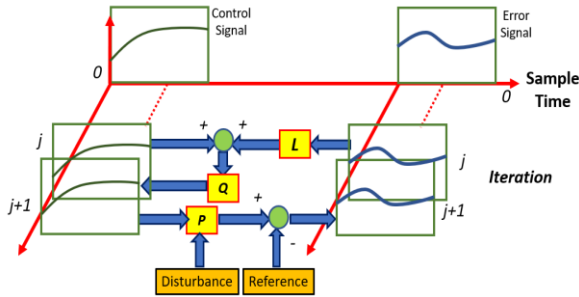 Control
Signal
Error
Signal
0
Sample
Time
0
j
+ +
L
j
Q
Iteration
j+1
P
+
j+1
-
Disturbance
Reference